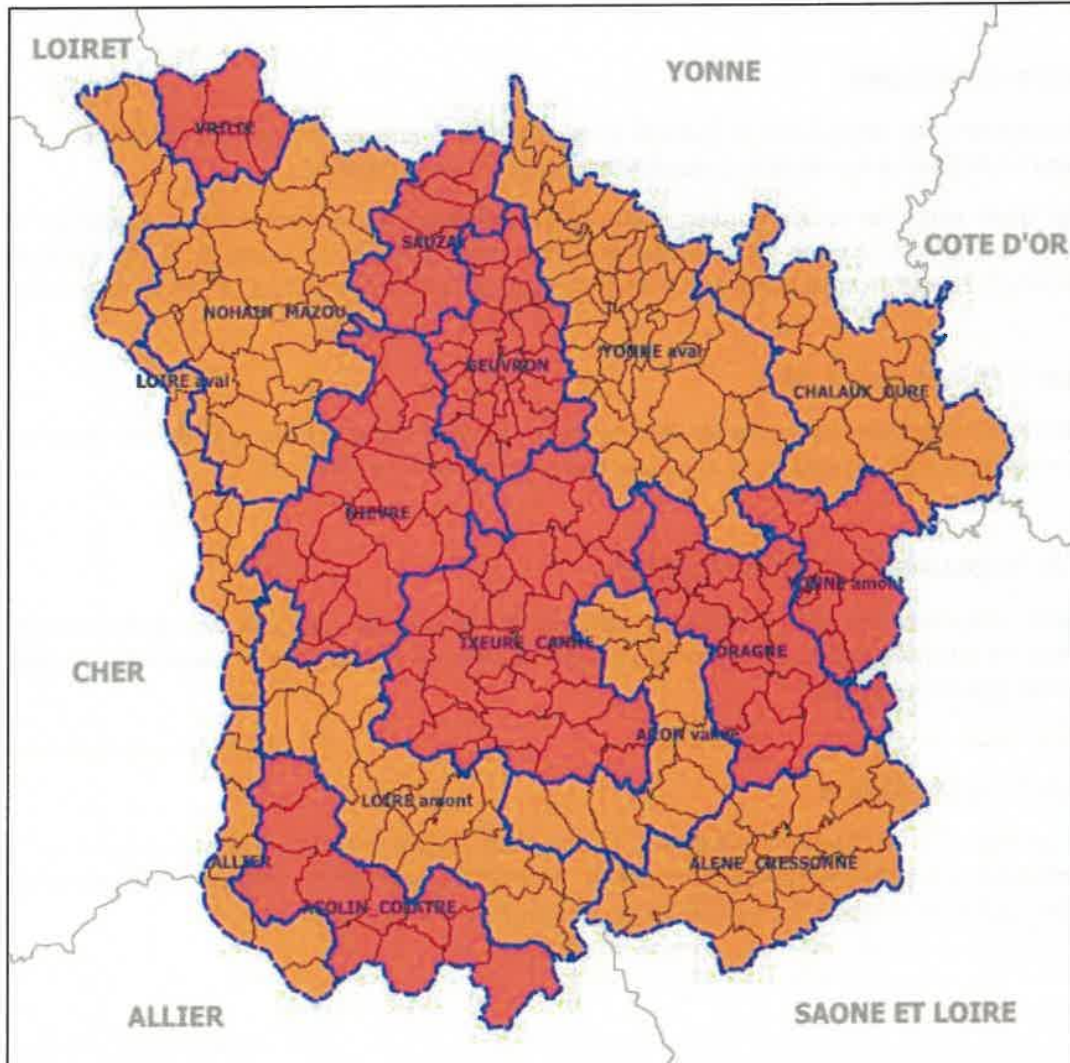 LOIRET
YONNE
VRILLE
COTE D'OR
SAUZAY
NOHAIN_MAZOU
BEUVRON
YONNE aval
LOIRE aval
CHALAUX_CURE
NIEVRE
YONNE amont
IXEURE_CANNE
DRAGNE
CHER
ARON vallée
LOIRE amont
ALLIER
ALENE_CRESSONNE
ACOLIN_COLATRE
ALLIER
SAONE ET LOIRE